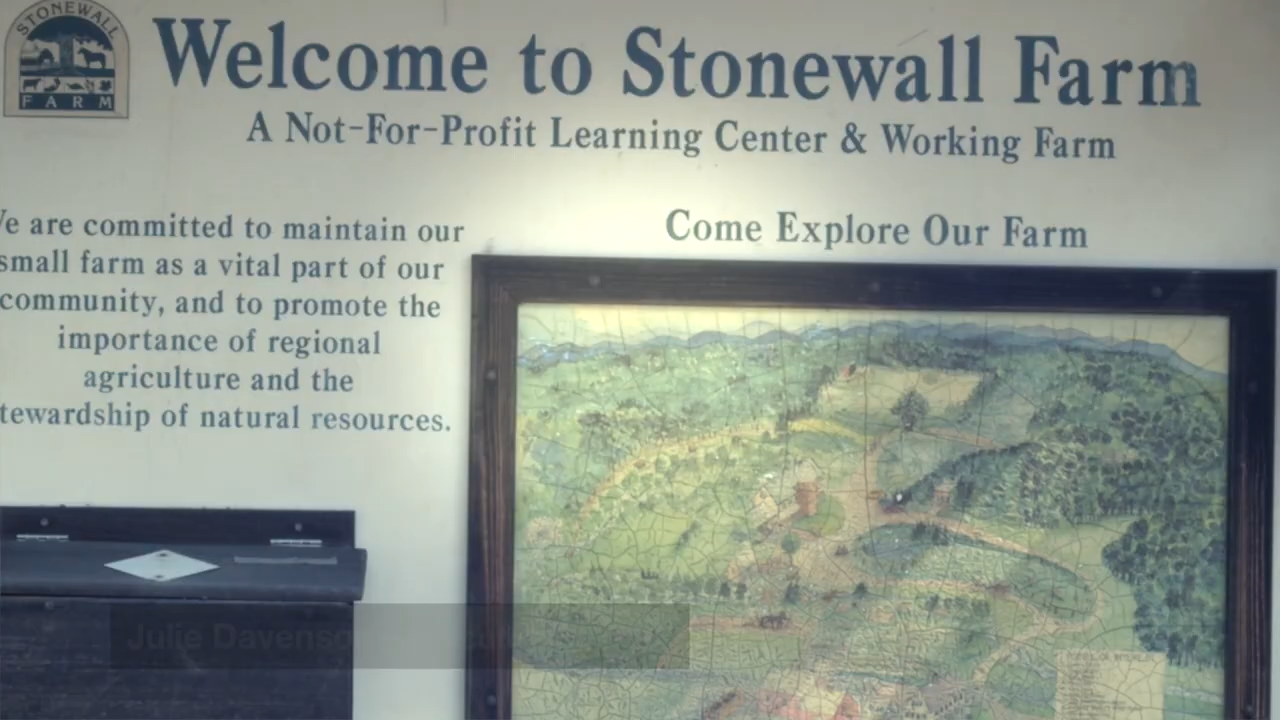 STONEWALL
FARM
Welcome to Stonewall Farm
A Not-For-Profit Learning Center & Working Farm
e are committed to maintain our
small farm as a vital part of our
community, and to promote the
importance of regional
agriculture and the
tewardship of natural resources.
Come Explore Our Farm
Julie